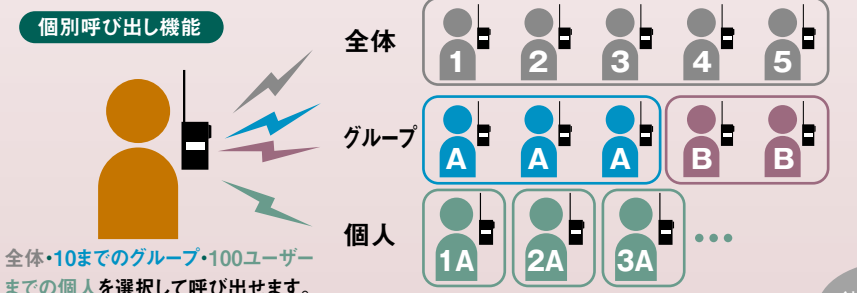 個別呼び出し機能
全体
1 2 3 4 5
グループ
A A A B B
個人
1A 2A 3A
全体・10までのグループ・100ユーザー
までの個人を選択して呼び出せます。